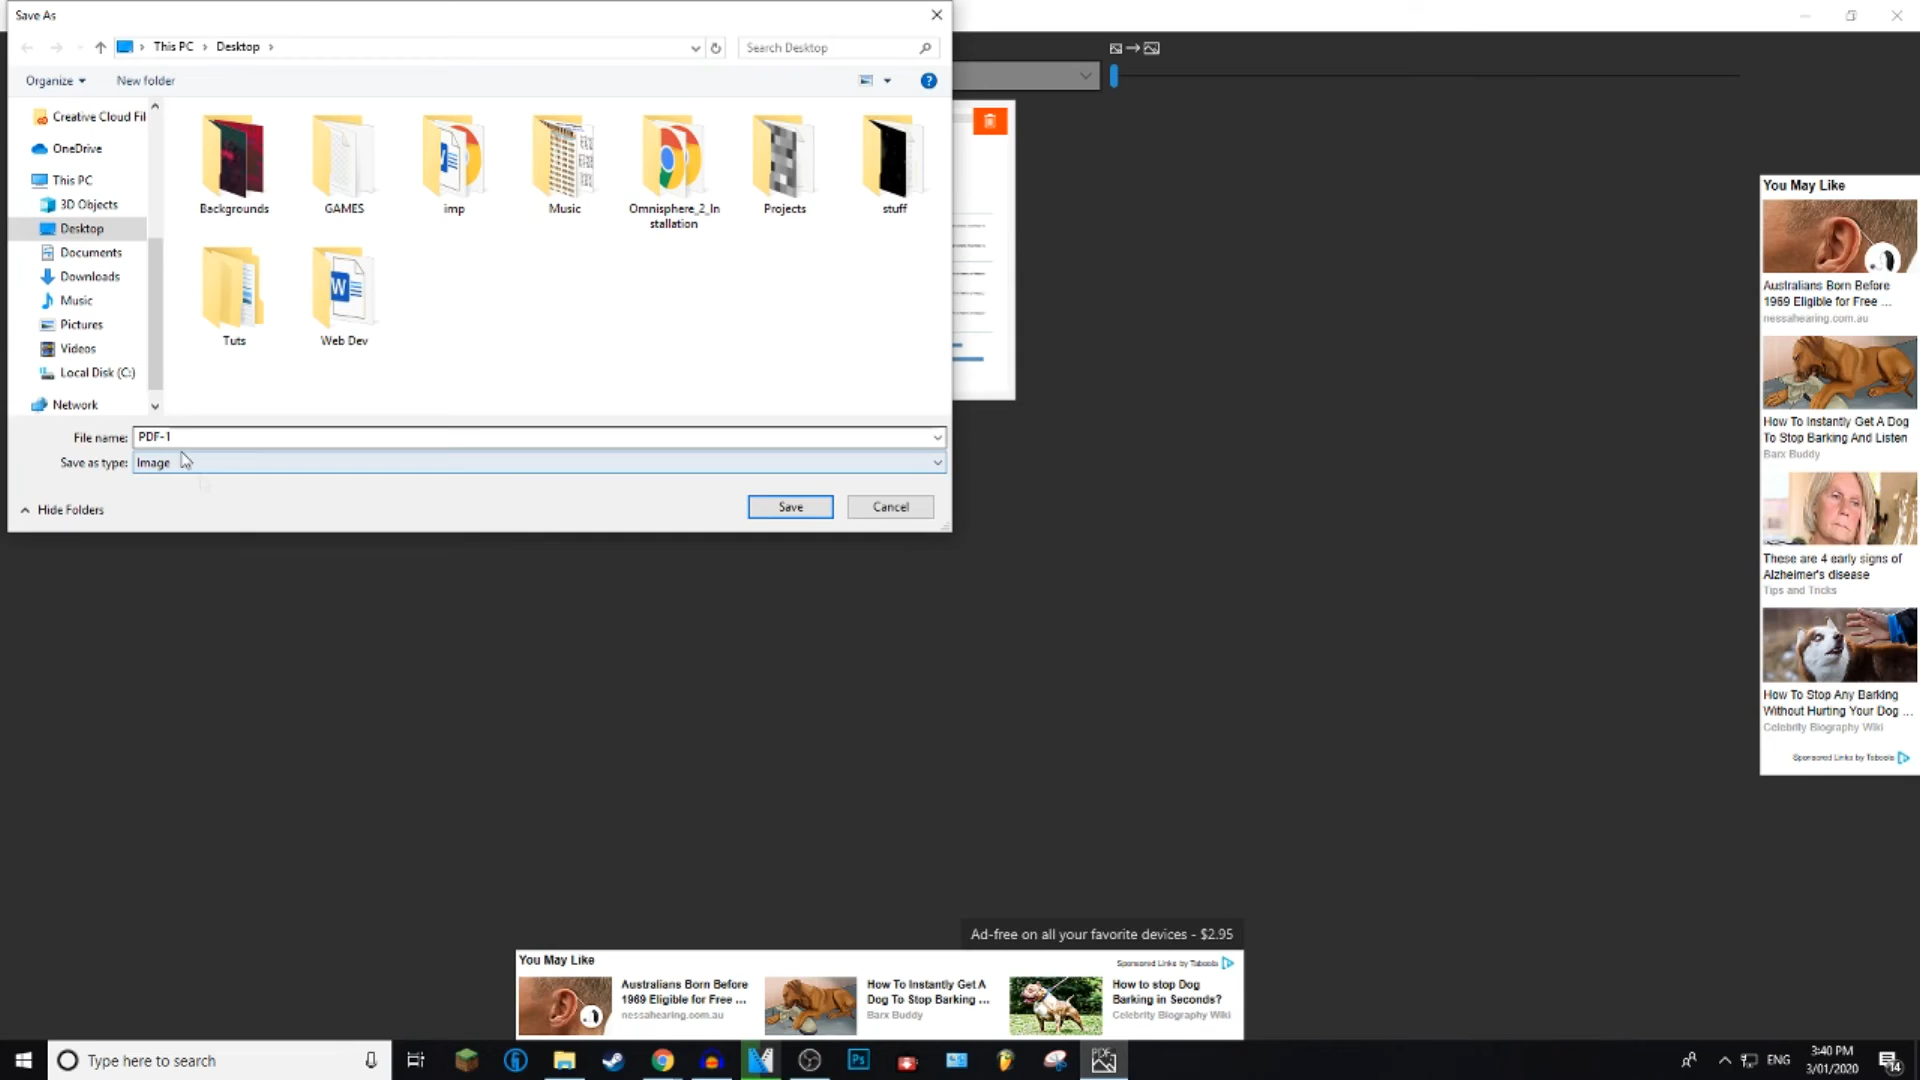 Save As
This PC
Desktop
Search Desktop
Organize
New folder
Creative Cloud Fil
OneDrive
This PC
3D Objects
Desktop
Documents
Downloads
Music
Pictures
Videos
Local Disk (C:)
Network
Backgrounds
GAMES
imp
Music
Omnisphere_2_In
stallation
Projects
stuff
Tuts
Web Dev
File name: PDF-1
Save as type: Image
Hide Folders
Save
Cancel
You May Like
Australians Born Before
1969 Eligible for Free ...
nessahearing.com.au
How To Instantly Get A Dog
To Stop Barking And Listen
Barx Buddy
These are 4 early signs of
Alzheimer's disease
Tips and Tricks
How To Stop Any Barking
Without Hurting Your Dog ...
Celebrity Biography Wiki
Sponsored Links by Taboola
Ad-free on all your favorite devices - $2.95
You May Like
Sponsored Links by Taboola
Australians Born Before
1969 Eligible for Free ...
nessahearing.com.au
How To Instantly Get A
Dog To Stop Barking ...
Barx Buddy
How to stop Dog
Barking in Seconds?
Celebrity Biography Wiki
Type here to search
Ps
PDF
ENG
3:40 PM
3/01/2020
14